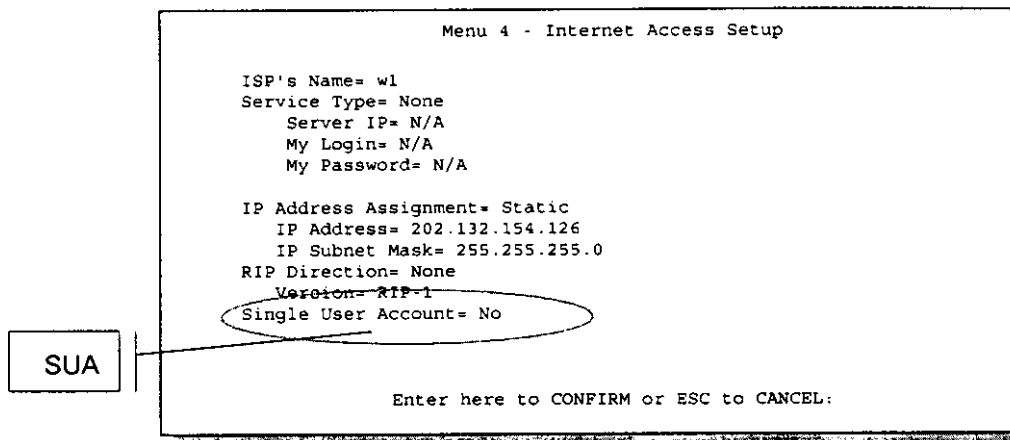 Menu 4 - Internet Access Setup
ISP's Name= wl
Service Type= None
Server IP= N/A
My Login= N/A
My Password= N/A
IP Address Assignment= Static
IP Address= 202.132.154.126
IP Subnet Mask= 255.255.255.0
RIP Direction= None
Version= RIP-1
Single User Account= No
SUA
Enter here to CONFIRM or ESC to CANCEL: